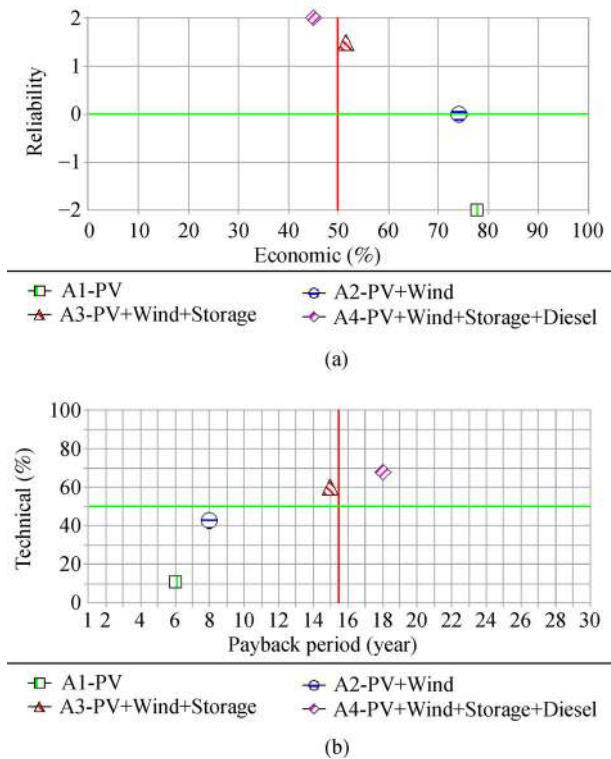 2
1
0
−1
−2
Reliability
0 10 20 30 40 50 60 70 80 90 100
Economic (%)
A1-PV
A2-PV+Wind
A3-PV+Wind+Storage
A4-PV+Wind+Storage+Diesel
(a)
100
80
60
40
20
0
Technical (%)
1 2 4 6 8 10 12 14 16 18 20 22 24 26 28 30
Payback period (year)
A1-PV
A2-PV+Wind
A3-PV+Wind+Storage
A4-PV+Wind+Storage+Diesel
(b)